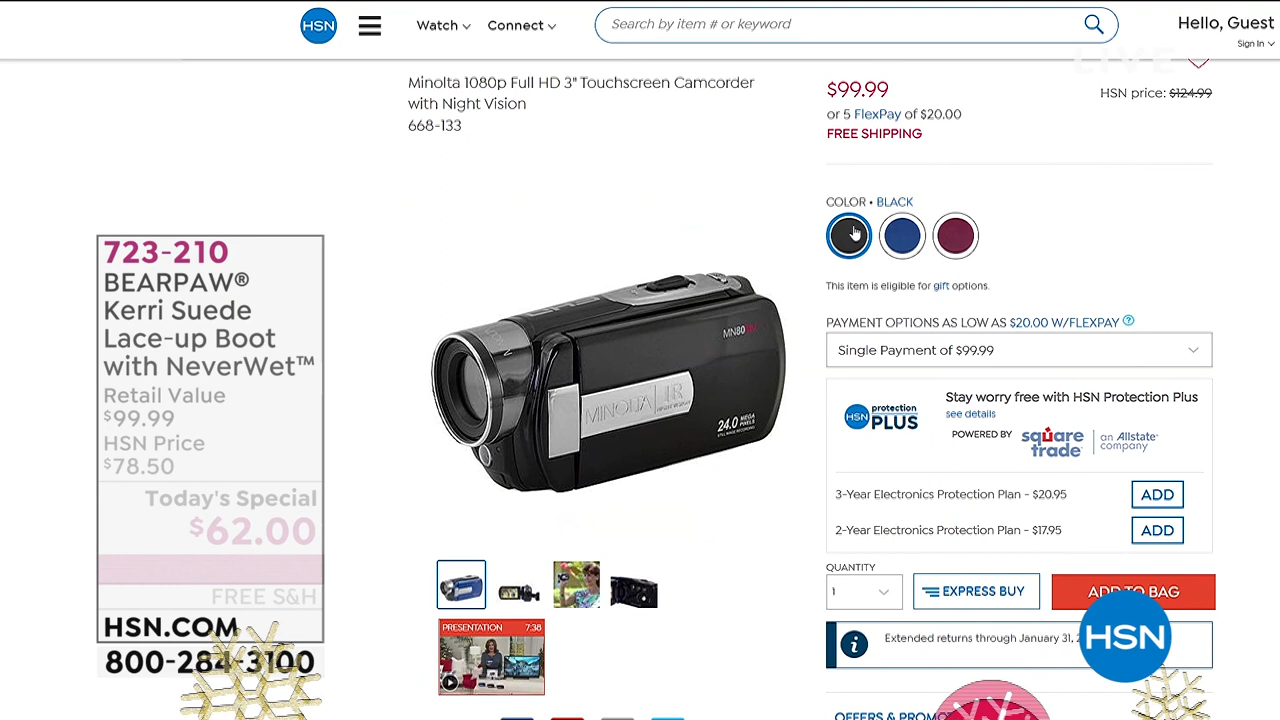 HSN
Watch
Connect
Search by item # or keyword
Hello, Guest
Sign In
LIVE
Minolta 1080p Full HD 3" Touchscreen Camcorder
with Night Vision
668-133
$99.99
HSN price: $124.99
or 5 FlexPay of $20.00
FREE SHIPPING
COLOR • BLACK
This item is eligible for gift options.
PAYMENT OPTIONS AS LOW AS $20.00 W/FLEXPAY ?
Single Payment of $99.99
HSN protection PLUS
Stay worry free with HSN Protection Plus
see details
POWERED BY
square trade
an Allstate company
3-Year Electronics Protection Plan - $20.95
ADD
2-Year Electronics Protection Plan - $17.95
ADD
QUANTITY
1
EXPRESS BUY
ADD TO BAG
Extended returns through January 31,
HSN
OFFERS & PROMO
723-210
BEARPAW®
Kerri Suede
Lace-up Boot
with NeverWet™
Retail Value
$99.99
HSN Price
$78.50
Today's Special
$62.00
FREE S&H
HSN.COM
800-284-3100
MN80
MINOLTA
24.0 MEGA PIXELS
PRESENTATION 7:38